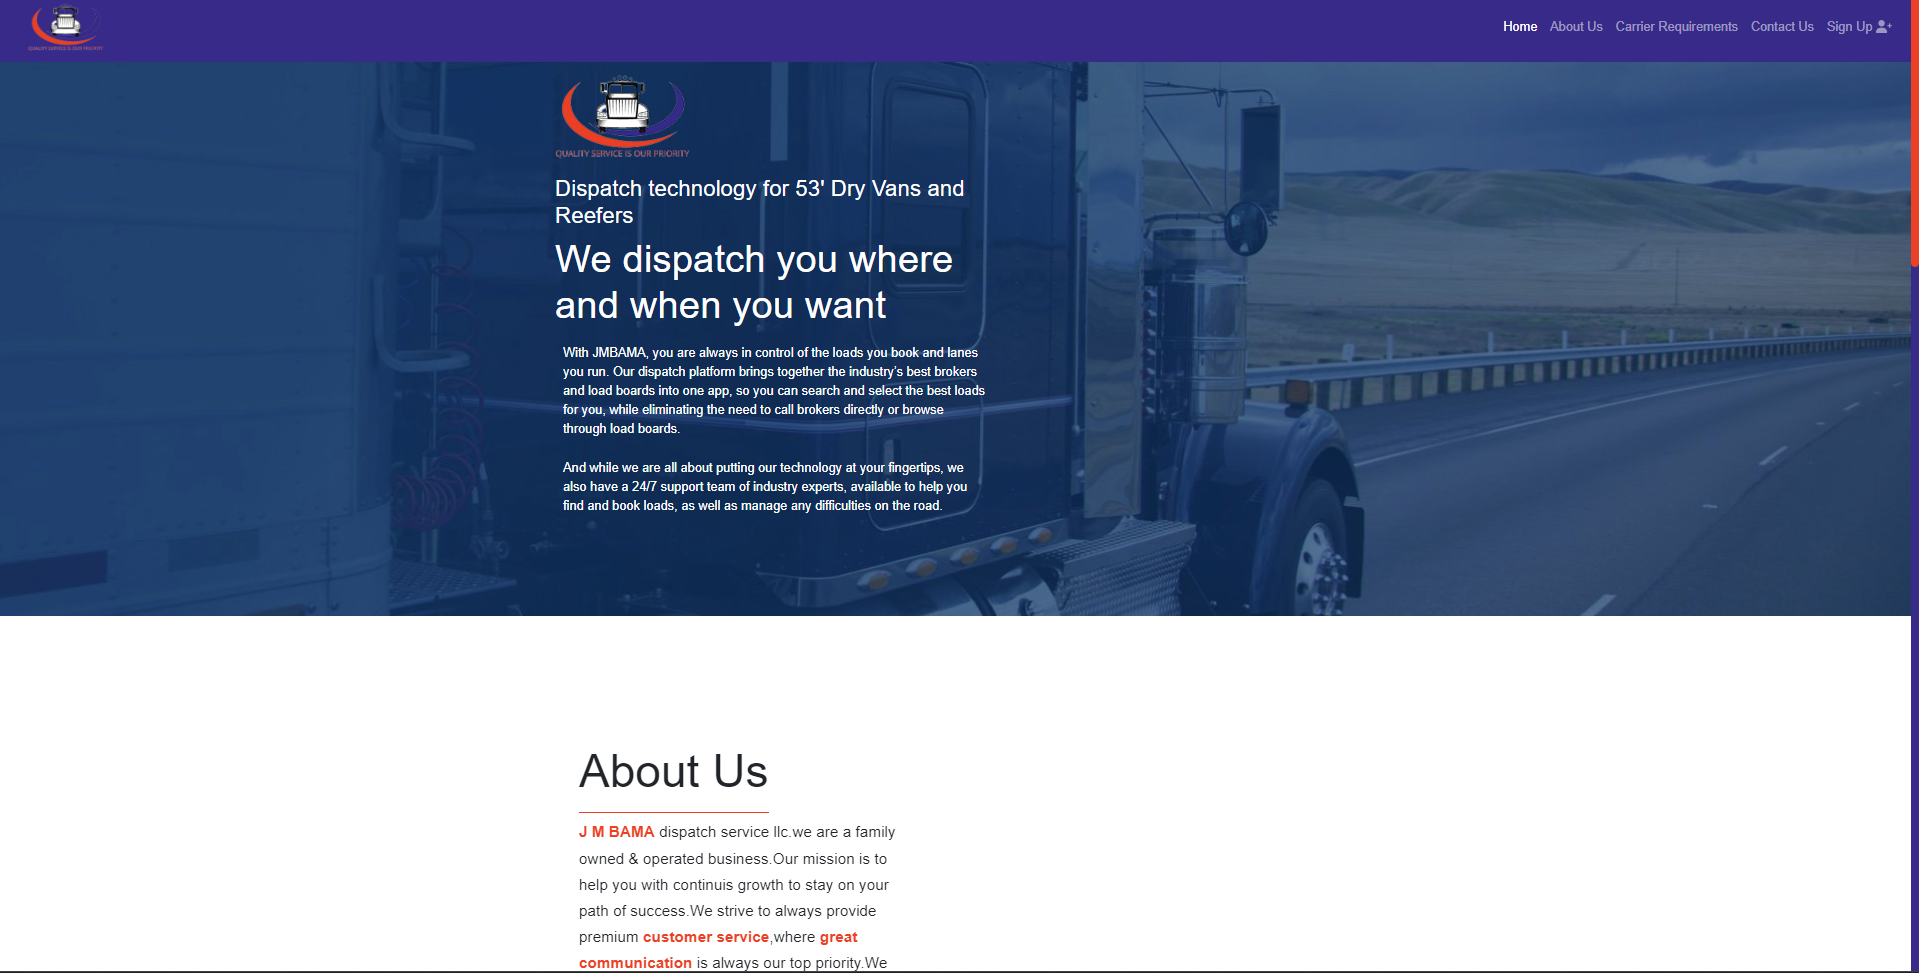 QUALITY SERVICE IS OUR PRIORITY
Home About Us Carrier Requirements Contact Us Sign Up
QUALITY SERVICE IS OUR PRIORITY
Dispatch technology for 53' Dry Vans and
Reefers
We dispatch you where
and when you want
With JMBAMA, you are always in control of the loads you book and lanes
you run. Our dispatch platform brings together the industry's best brokers
and load boards into one app, so you can search and select the best loads
for you, while eliminating the need to call brokers directly or browse
through load boards.
And while we are all about putting our technology at your fingertips, we
also have a 24/7 support team of industry experts, available to help you
find and book loads, as well as manage any difficulties on the road.
About Us
J M BAMA dispatch service llc.we are a family
owned & operated business.Our mission is to
help you with continuis growth to stay on your
path of success.We strive to always provide
premium customer service,where great
communication is always our top priority.We